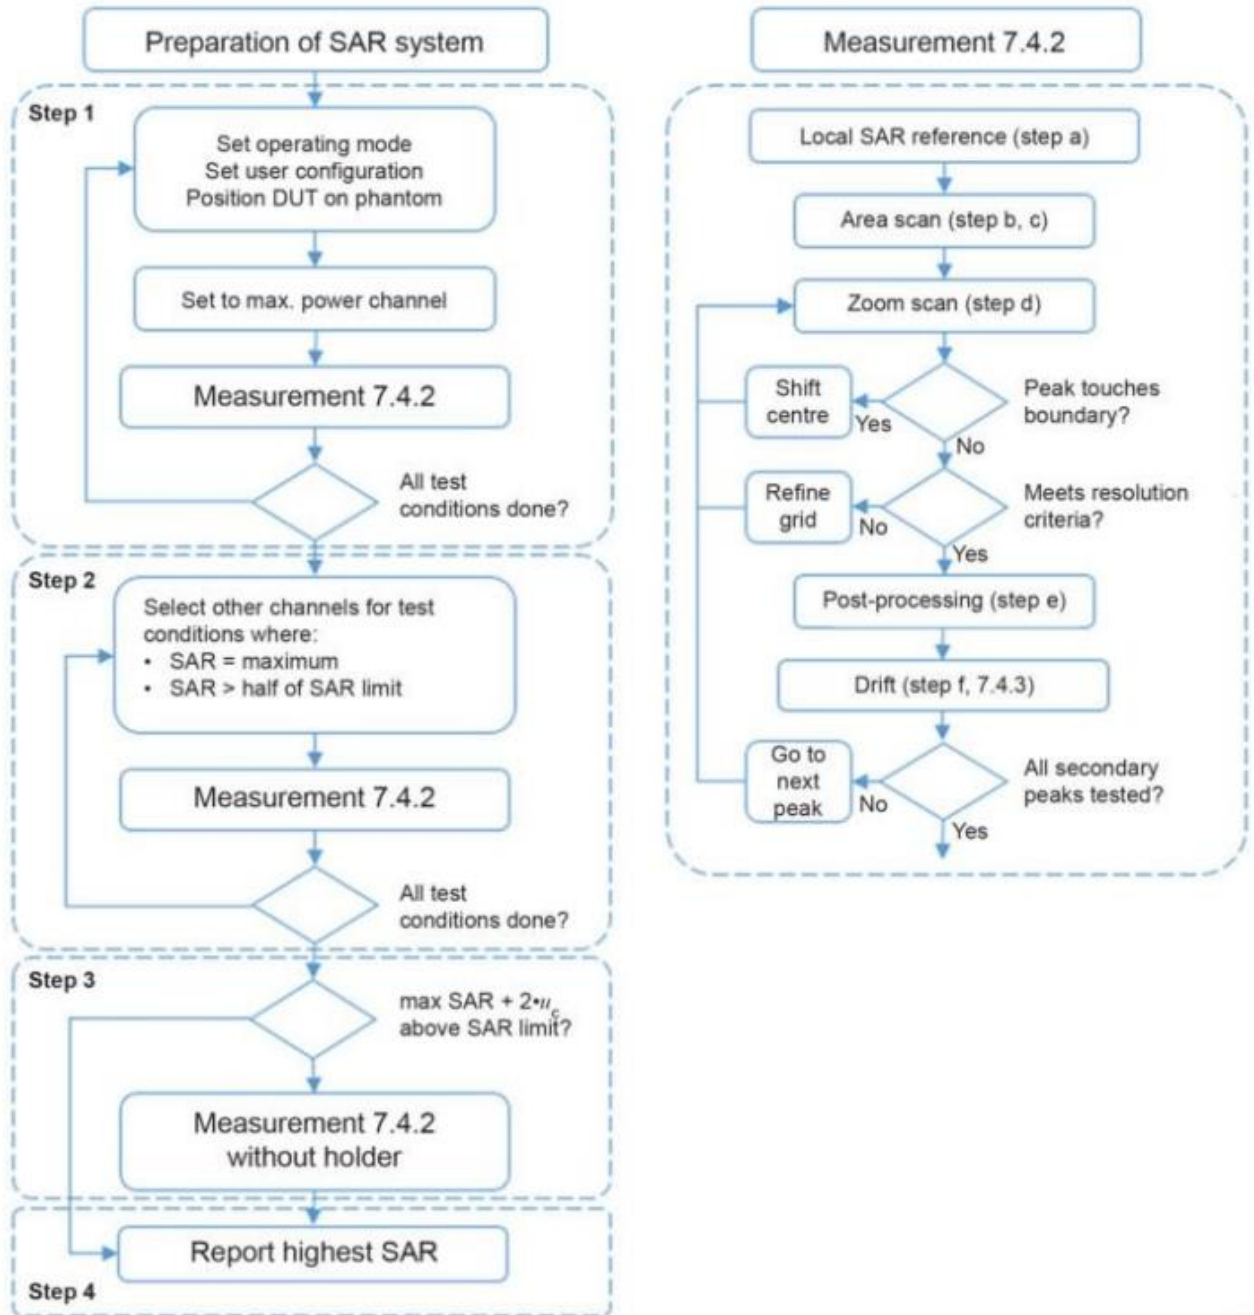 Preparation of SAR system
Step 1
Set operating mode
Set user configuration
Position DUT on phantom
Set to max. power channel
Measurement 7.4.2
All test
conditions done?
Step 2
Select other channels for test
conditions where:
• SAR = maximum
• SAR > half of SAR limit
Measurement 7.4.2
All test
conditions done?
Step 3
max SAR + 2•u_c
above SAR limit?
Measurement 7.4.2
without holder
Report highest SAR
Step 4
Measurement 7.4.2
Local SAR reference (step a)
Area scan (step b, c)
Zoom scan (step d)
Shift
centre
Yes
Peak touches
boundary?
No
Refine
grid
No
Meets resolution
criteria?
Yes
Post-processing (step e)
Drift (step f, 7.4.3)
Go to
next
peak
No
All secondary
peaks tested?
Yes